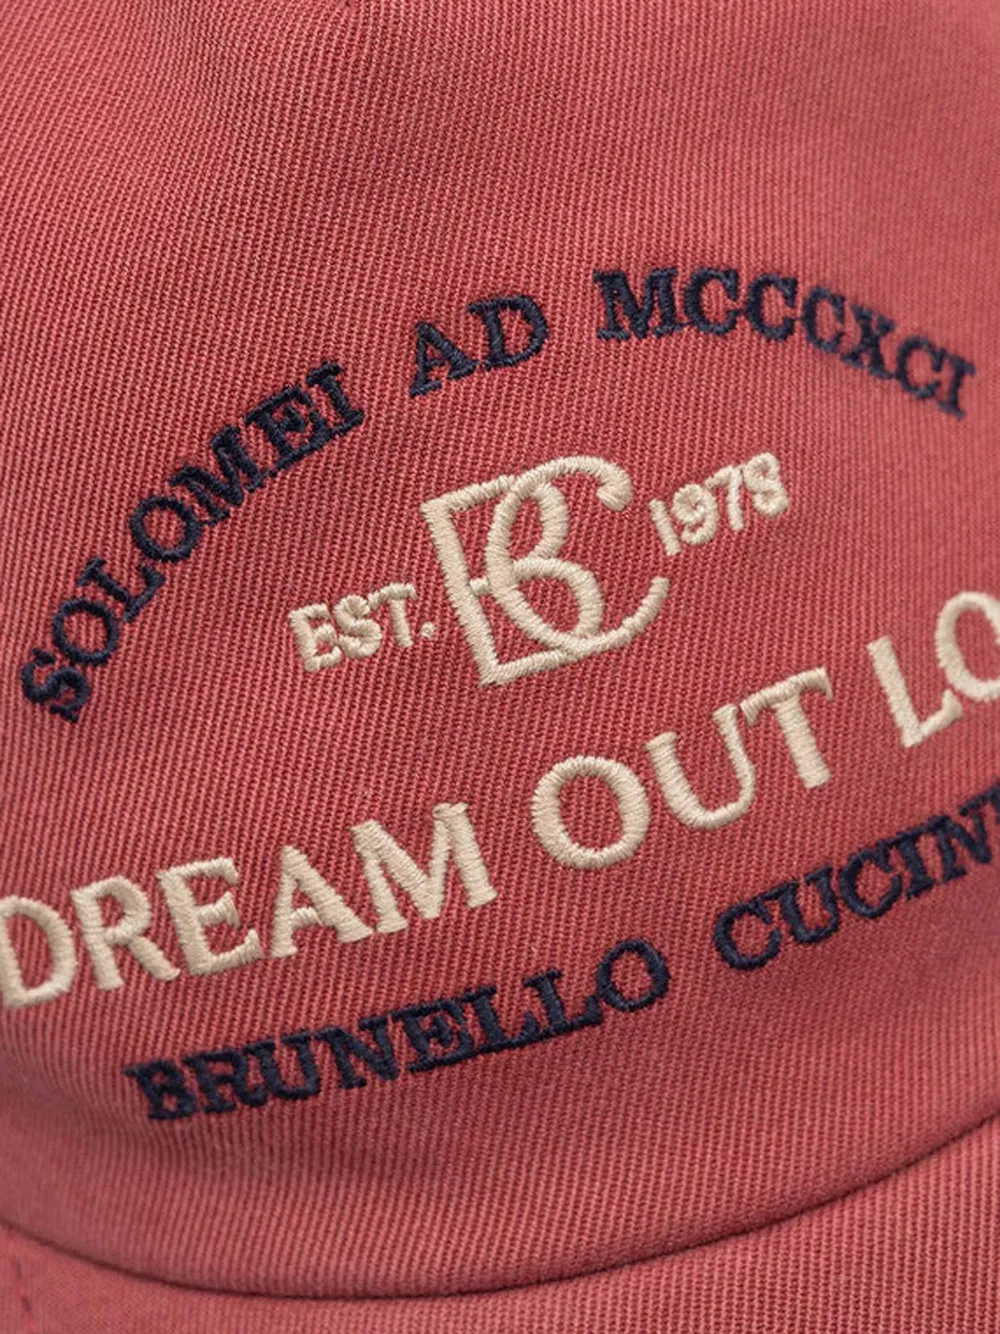 SOLOMEI AD MCCCXCI
BC
EST. 1978
DREAM OUT LO
BRUNELLO CUCIN